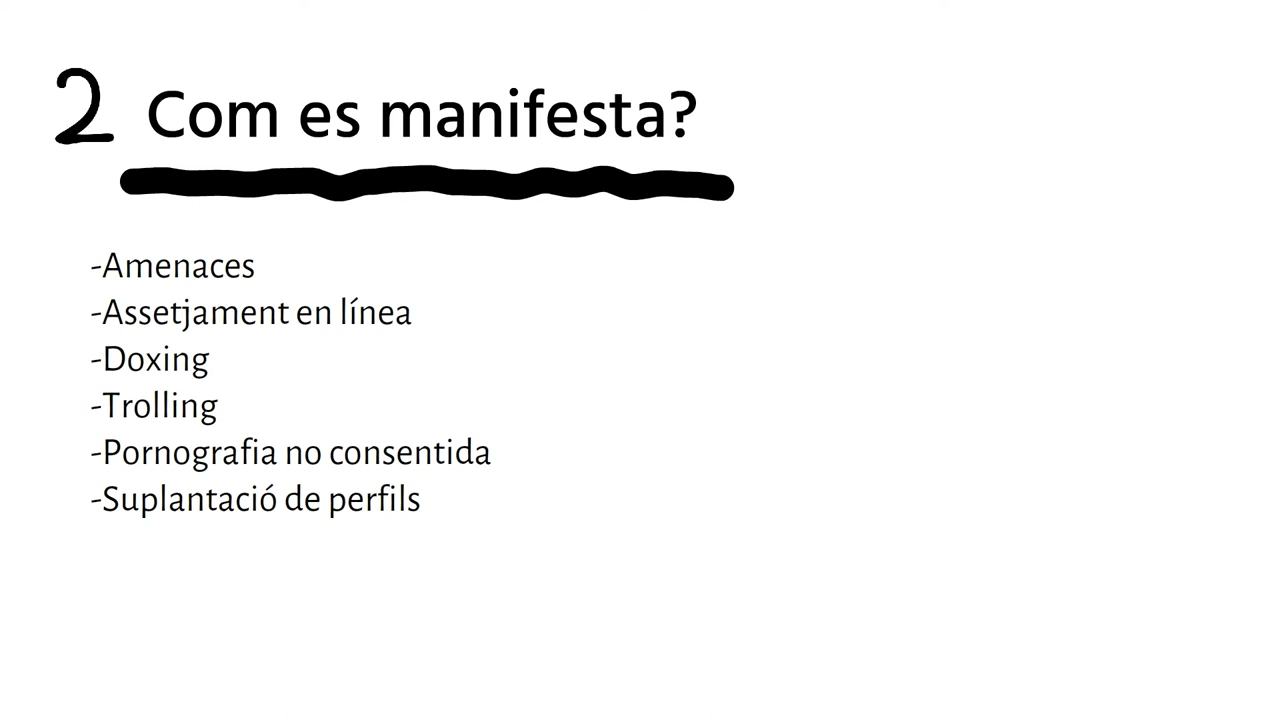 2 Com es manifesta?
-Amenaces
-Assetjament en línea
-Doxing
-Trolling
-Pornografia no consentida
-Suplantació de perfils